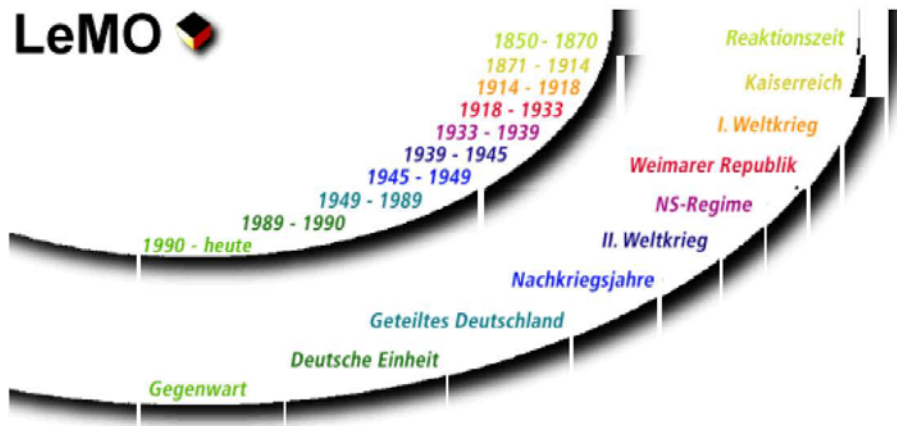 LeMO
1850 - 1870
Reaktionszeit
1871 - 1914
Kaiserreich
1914 - 1918
I. Weltkrieg
1918 - 1933
Weimarer Republik
1933 - 1939
NS-Regime
1939 - 1945
II. Weltkrieg
1945 - 1949
Nachkriegsjahre
1949 - 1989
Geteiltes Deutschland
1989 - 1990
Deutsche Einheit
1990 - heute
Gegenwart